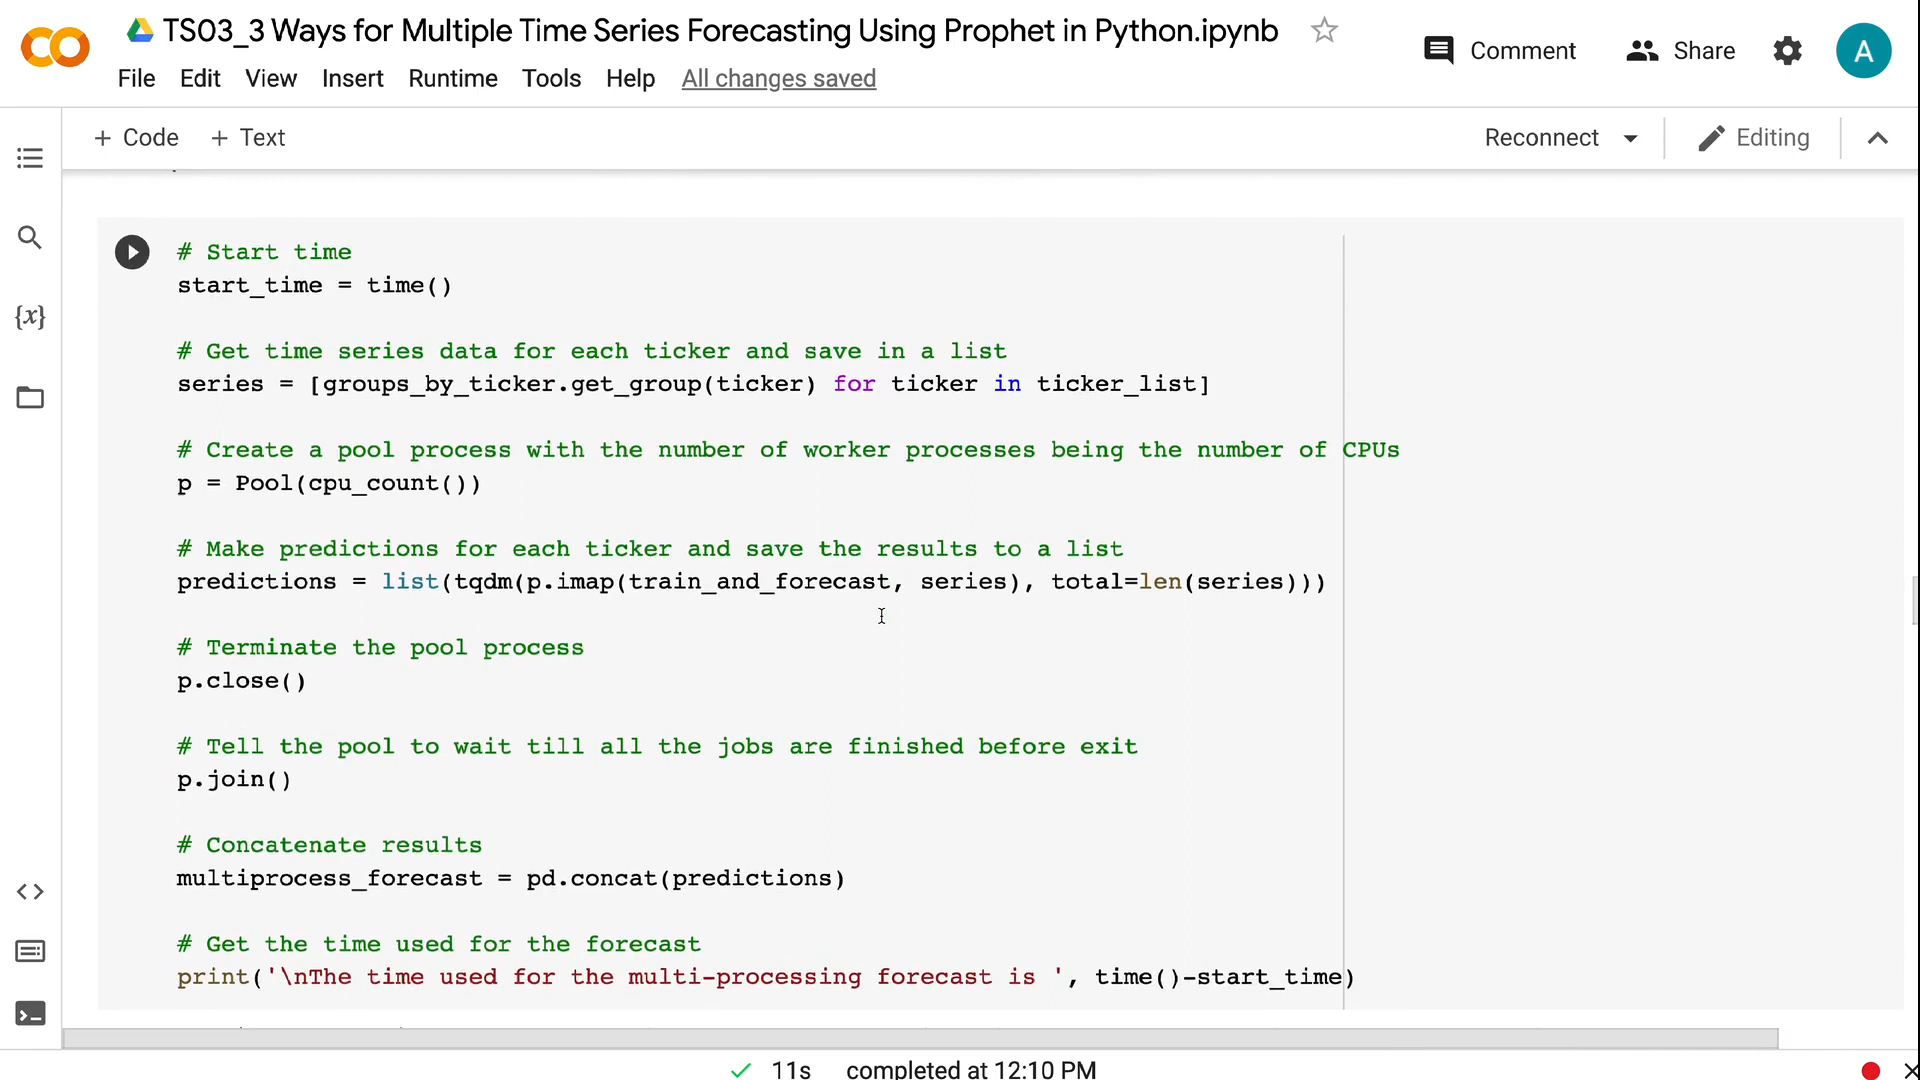 TS03_3 Ways for Multiple Time Series Forecasting Using Prophet in Python.ipynb
Comment
Share
A
File Edit View Insert Runtime Tools Help All changes saved
+ Code + Text
Reconnect
Editing
{x}
# Start time
start_time = time()
# Get time series data for each ticker and save in a list
series = [groups_by_ticker.get_group(ticker) for ticker in ticker_list]
# Create a pool process with the number of worker processes being the number of CPUs
p = Pool(cpu_count())
# Make predictions for each ticker and save the results to a list
predictions = list(tqdm(p.imap(train_and_forecast, series), total=len(series)))
# Terminate the pool process
p.close()
# Tell the pool to wait till all the jobs are finished before exit
p.join()
# Concatenate results
multiprocess_forecast = pd.concat(predictions)
# Get the time used for the forecast
print('\nThe time used for the multi-processing forecast is ', time()-start_time)
11s completed at 12:10 PM